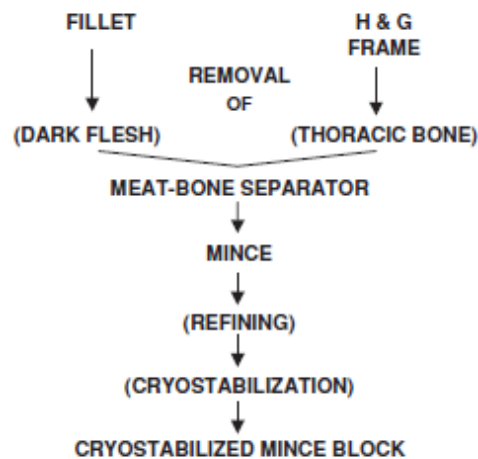 FILLET
H & G
FRAME
REMOVAL
OF
(DARK FLESH)
(THORACIC BONE)
MEAT-BONE SEPARATOR
MINCE
(REFINING)
(CRYOSTABILIZATION)
CRYOSTABILIZED MINCE BLOCK